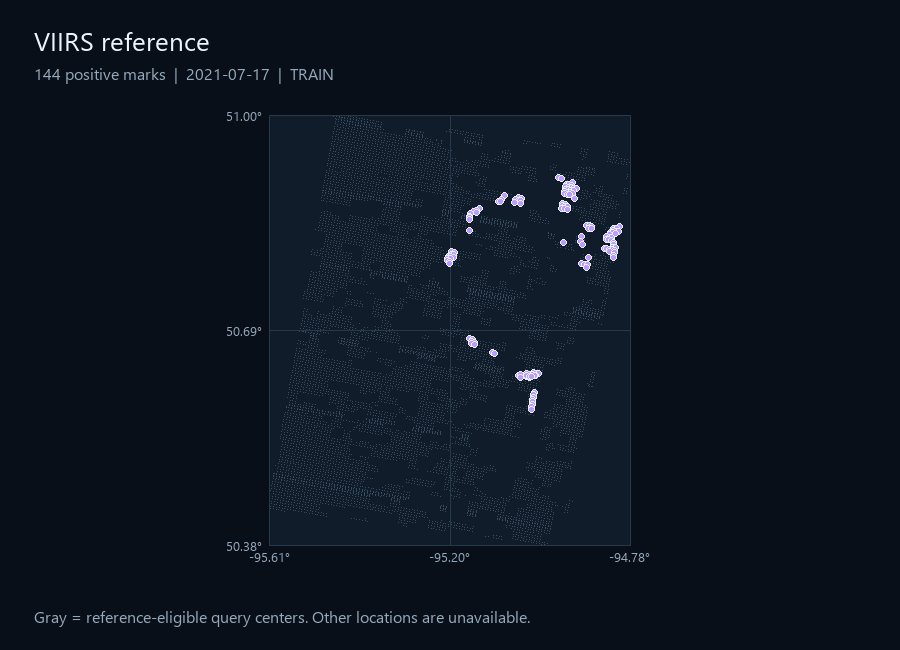 VIIRS reference
144 positive marks | 2021-07-17 | TRAIN
51.00°
50.69°
50.38°
-95.61°
-95.20°
-94.78°
Gray = reference-eligible query centers. Other locations are unavailable.